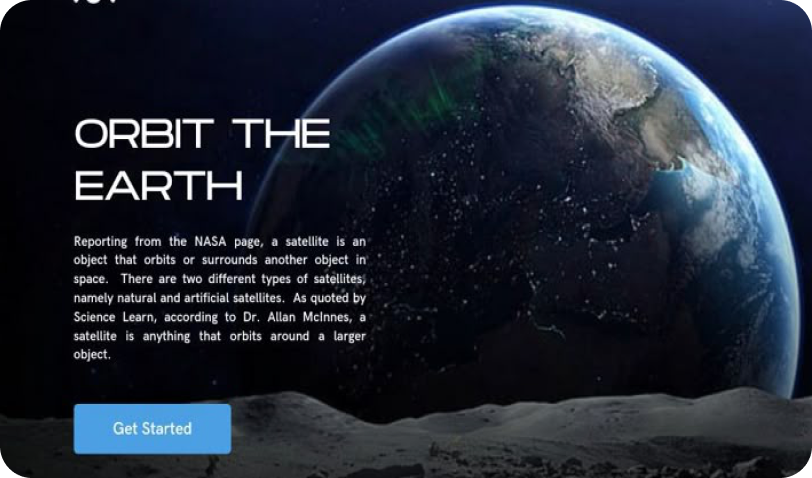 ORBIT THE
EARTH
Reporting from the NASA page, a satellite is an
object that orbits or surrounds another object in
space. There are two different types of satellites,
namely natural and artificial satellites. As quoted by
Science Learn, according to Dr. Allan McInnes, a
satellite is anything that orbits around a larger
object.
Get Started